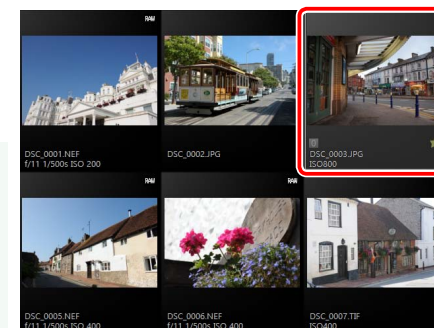 RAW
DSC_0001.NEF
f/11 1/500s ISO 200
DSC_0002.JPG
DSC_0003.JPG
ISO800
RAW
RAW
DSC_0005.NEF
f/11 1/500s ISO 400
DSC_0006.NEF
f/11 1/500s ISO 400
DSC_0007.TIF
ISO400